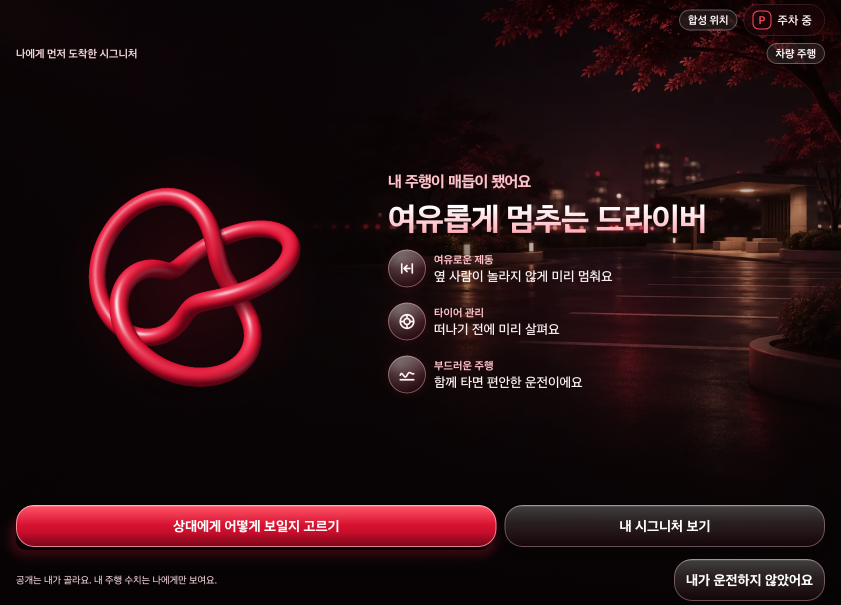 합성 위치
P 주차 중
나에게 먼저 도착한 시그니처
차량 주행
내 주행이 매듭이 됐어요
여유롭게 멈추는 드라이버
여유로운 제동
옆 사람이 놀라지 않게 미리 멈춰요
타이어 관리
떠나기 전에 미리 살펴요
부드러운 주행
함께 타면 편안한 운전이에요
상대에게 어떻게 보일지 고르기
내 시그니처 보기
공개는 내가 골라요. 내 주행 수치는 나에게만 보여요.
내가 운전하지 않았어요